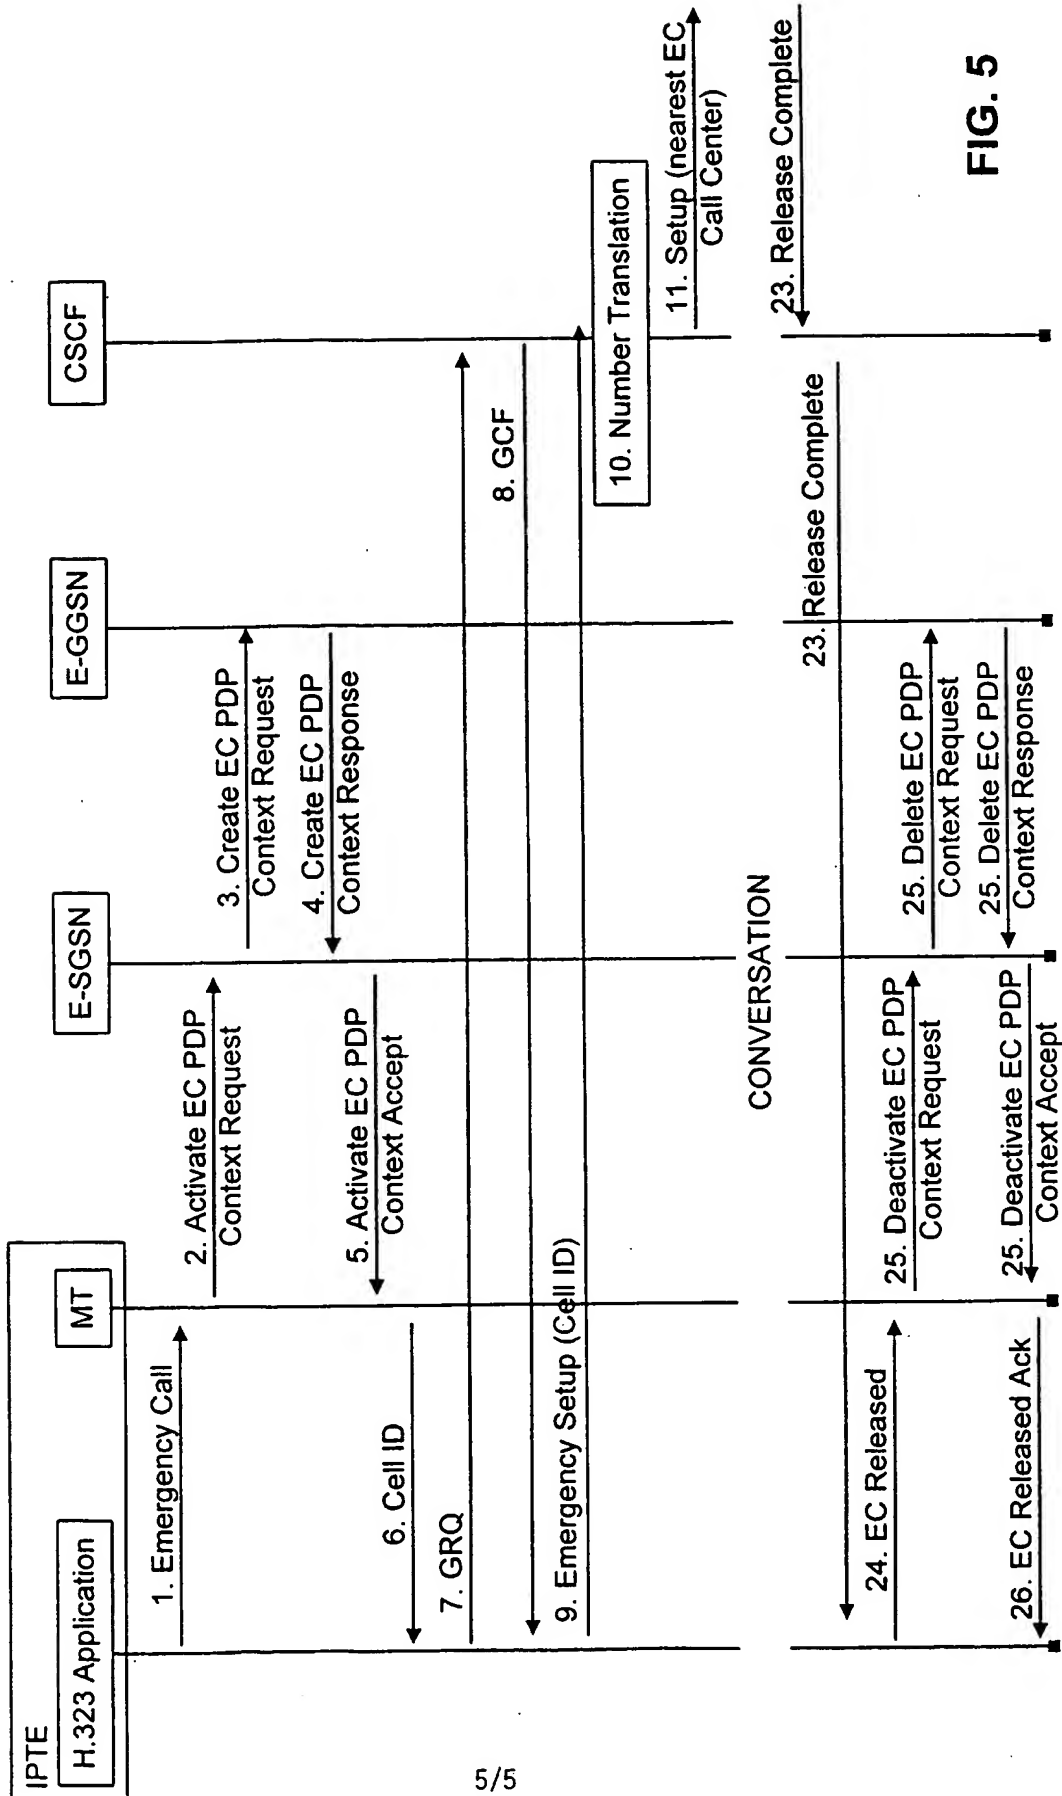 IPTE
H.323 Application
MT
E-SGSN
E-GGSN
CSCF
1. Emergency Call
2. Activate EC PDP
Context Request
3. Create EC PDP
Context Request
4. Create EC PDP
Context Response
5. Activate EC PDP
Context Accept
6. Cell ID
7. GRQ
8. GCF
9. Emergency Setup (Cell ID)
10. Number Translation
11. Setup (nearest EC
Call Center)
CONVERSATION
23. Release Complete
23. Release Complete
24. EC Released
25. Deactivate EC PDP
Context Request
25. Delete EC PDP
Context Request
25. Delete EC PDP
Context Response
25. Deactivate EC PDP
Context Accept
26. EC Released Ack
FIG. 5
5/5